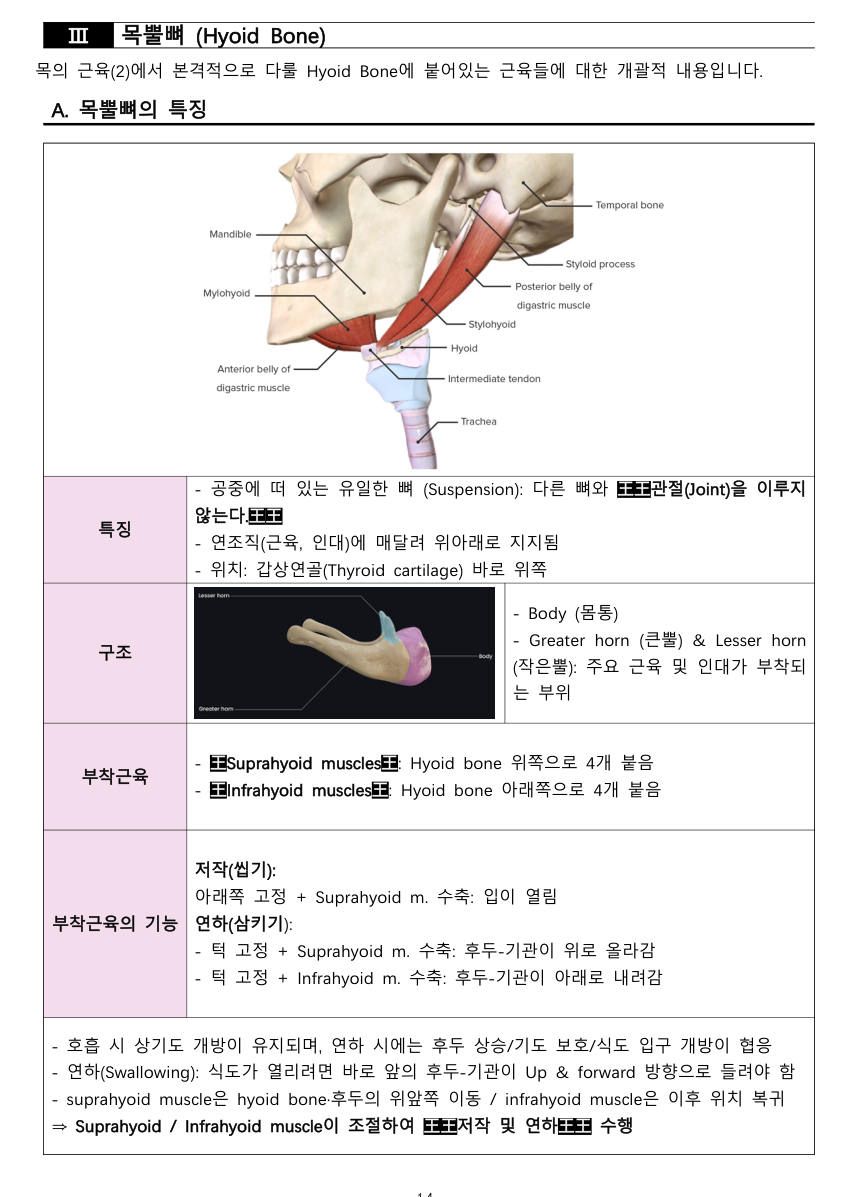 Ⅲ 목뿔뼈 (Hyoid Bone)
목의 근육(2)에서 본격적으로 다룰 Hyoid Bone에 붙어있는 근육들에 대한 개괄적 내용입니다.
A. 목뿔뼈의 특징
Temporal bone
Mandible
Styloid process
Posterior belly of
digastric muscle
Mylohyoid
Stylohyoid
Hyoid
Anterior belly of
digastric muscle
Intermediate tendon
Trachea
특징
- 공중에 떠 있는 유일한 뼈 (Suspension): 다른 뼈와 관절(Joint)을 이루지
않는다.
- 연조직(근육, 인대)에 매달려 위아래로 지지됨
- 위치: 갑상연골(Thyroid cartilage) 바로 위쪽
구조
Lesser horn
Body
Greater horn
- Body (몸통)
- Greater horn (큰뿔) & Lesser horn
(작은뿔): 주요 근육 및 인대가 부착되
는 부위
부착근육
- Suprahyoid muscles: Hyoid bone 위쪽으로 4개 붙음
- Infrahyoid muscles: Hyoid bone 아래쪽으로 4개 붙음
부착근육의 기능
저작(씹기):
아래쪽 고정 + Suprahyoid m. 수축: 입이 열림
연하(삼키기):
- 턱 고정 + Suprahyoid m. 수축: 후두-기관이 위로 올라감
- 턱 고정 + Infrahyoid m. 수축: 후두-기관이 아래로 내려감
- 호흡 시 상기도 개방이 유지되며, 연하 시에는 후두 상승/기도 보호/식도 입구 개방이 협응
- 연하(Swallowing): 식도가 열리려면 바로 앞의 후두-기관이 Up & forward 방향으로 들려야 함
- suprahyoid muscle은 hyoid bone·후두의 위앞쪽 이동 / infrahyoid muscle은 이후 위치 복귀
⇒ Suprahyoid / Infrahyoid muscle이 조절하여 저작 및 연하 수행